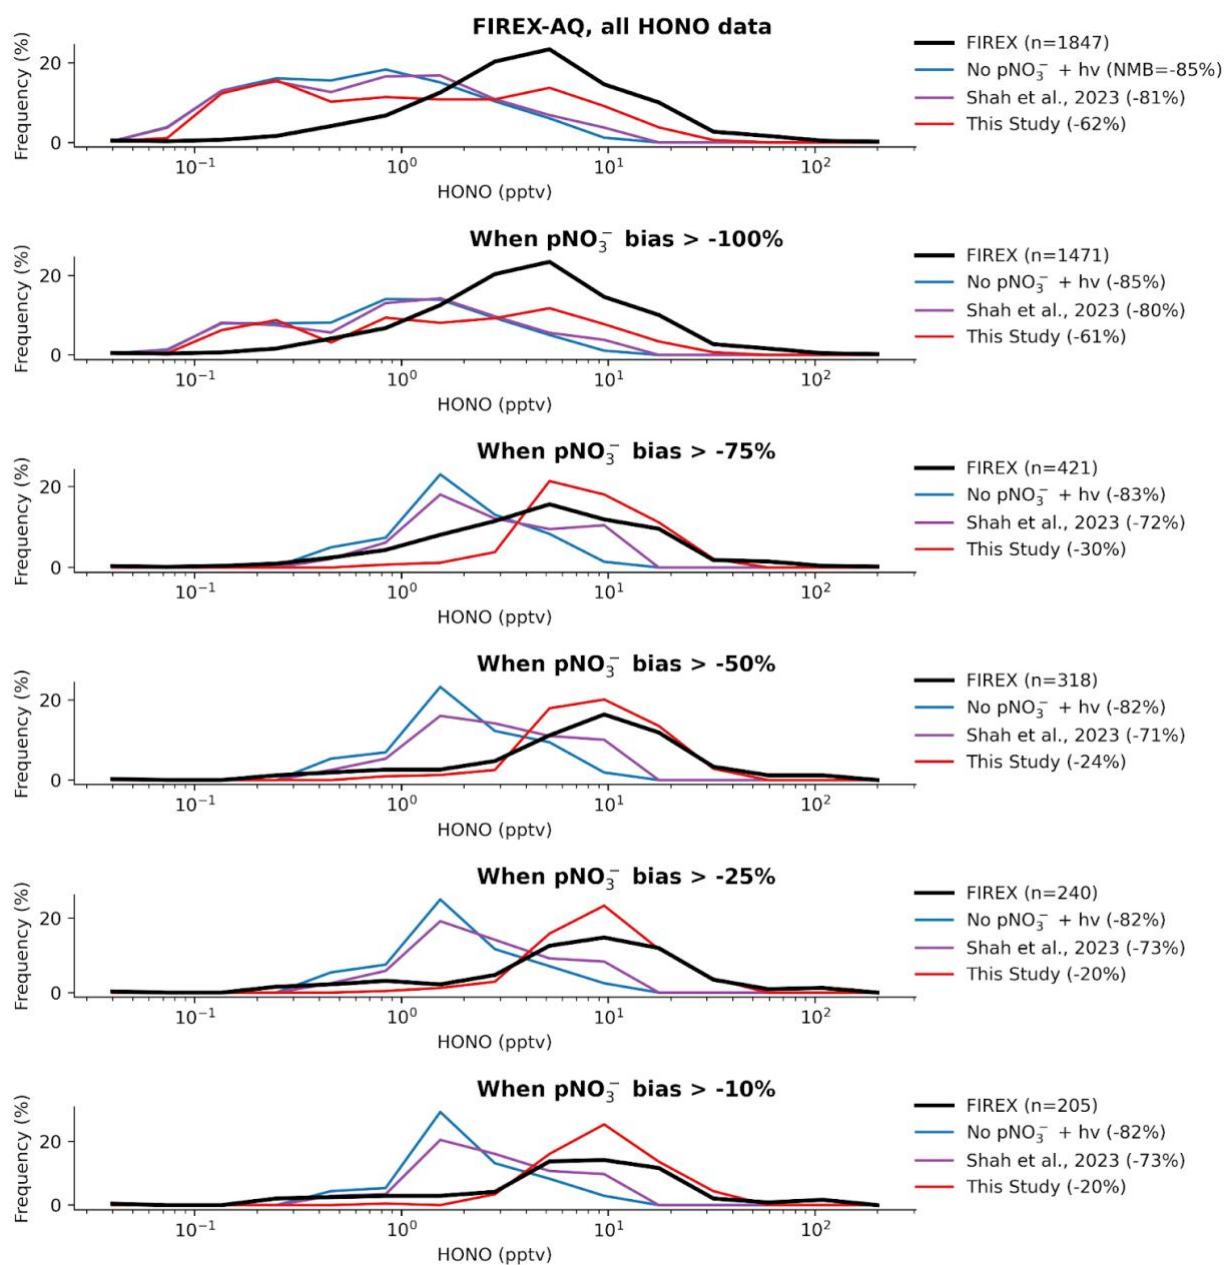 FIREX-AQ, all HONO data
Frequency (%)
20
0
10⁻¹ 10⁰ 10¹ 10²
HONO (pptv)
FIREX (n=1847)
No pNO₃⁻ + hv (NMB=-85%)
Shah et al., 2023 (-81%)
This Study (-62%)
When pNO₃⁻ bias > -100%
Frequency (%)
20
0
10⁻¹ 10⁰ 10¹ 10²
HONO (pptv)
FIREX (n=1471)
No pNO₃⁻ + hv (-85%)
Shah et al., 2023 (-80%)
This Study (-61%)
When pNO₃⁻ bias > -75%
Frequency (%)
20
0
10⁻¹ 10⁰ 10¹ 10²
HONO (pptv)
FIREX (n=421)
No pNO₃⁻ + hv (-83%)
Shah et al., 2023 (-72%)
This Study (-30%)
When pNO₃⁻ bias > -50%
Frequency (%)
20
0
10⁻¹ 10⁰ 10¹ 10²
HONO (pptv)
FIREX (n=318)
No pNO₃⁻ + hv (-82%)
Shah et al., 2023 (-71%)
This Study (-24%)
When pNO₃⁻ bias > -25%
Frequency (%)
20
0
10⁻¹ 10⁰ 10¹ 10²
HONO (pptv)
FIREX (n=240)
No pNO₃⁻ + hv (-82%)
Shah et al., 2023 (-73%)
This Study (-20%)
When pNO₃⁻ bias > -10%
Frequency (%)
20
0
10⁻¹ 10⁰ 10¹ 10²
HONO (pptv)
FIREX (n=205)
No pNO₃⁻ + hv (-82%)
Shah et al., 2023 (-73%)
This Study (-20%)